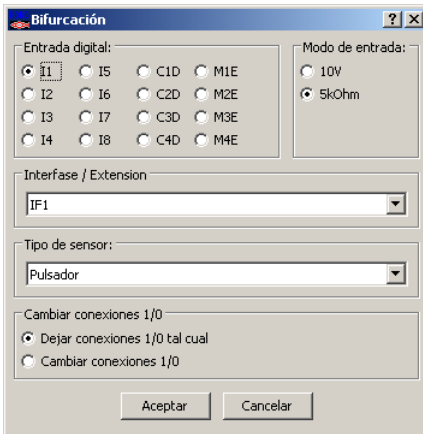 Bifurcación
Entrada digital:
Modo de entrada:
I1 I5 C1D M1E
10V
I2 I6 C2D M2E
5kOhm
I3 I7 C3D M3E
I4 I8 C4D M4E
Interfase / Extension
IF1
Tipo de sensor:
Pulsador
Cambiar conexiones 1/0
Dejar conexiones 1/0 tal cual
Cambiar conexiones 1/0
Aceptar Cancelar